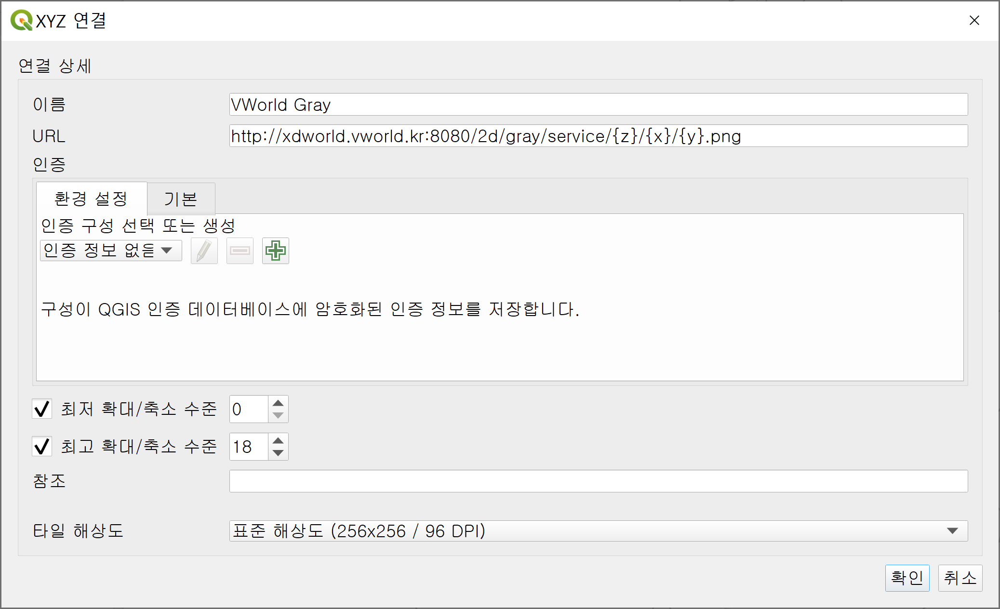 XYZ 연결
연결 상세
이름 VWorld Gray
URL http://xdworld.vworld.kr:8080/2d/gray/service/{z}/{x}/{y}.png
인증
환경 설정 기본
인증 구성 선택 또는 생성
인증 정보 없음
구성이 QGIS 인증 데이터베이스에 암호화된 인증 정보를 저장합니다.
최저 확대/축소 수준 0
최고 확대/축소 수준 18
참조
타일 해상도 표준 해상도 (256x256 / 96 DPI)
확인 취소